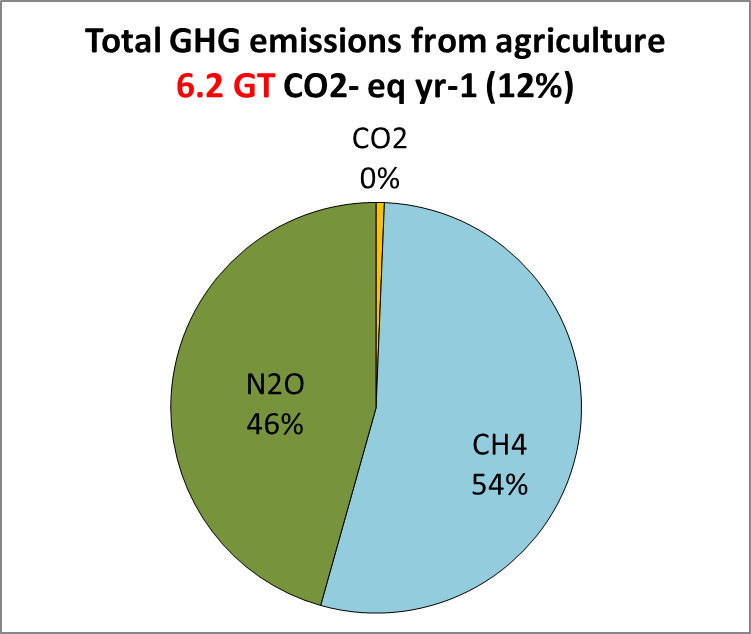 Total GHG emissions from agriculture
6.2 GT CO2- eq yr-1 (12%)
CO2
0%
N2O
46%
CH4
54%